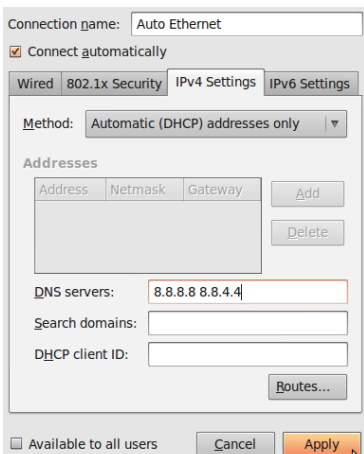 Connection name: Auto Ethernet
Connect automatically
Wired 802.1x Security IPv4 Settings IPv6 Settings
Method: Automatic (DHCP) addresses only
Addresses
Address Netmask Gateway
Add
Delete
DNS servers: 8.8.8.8 8.8.4.4
Search domains:
DHCP client ID:
Routes...
Available to all users Cancel Apply